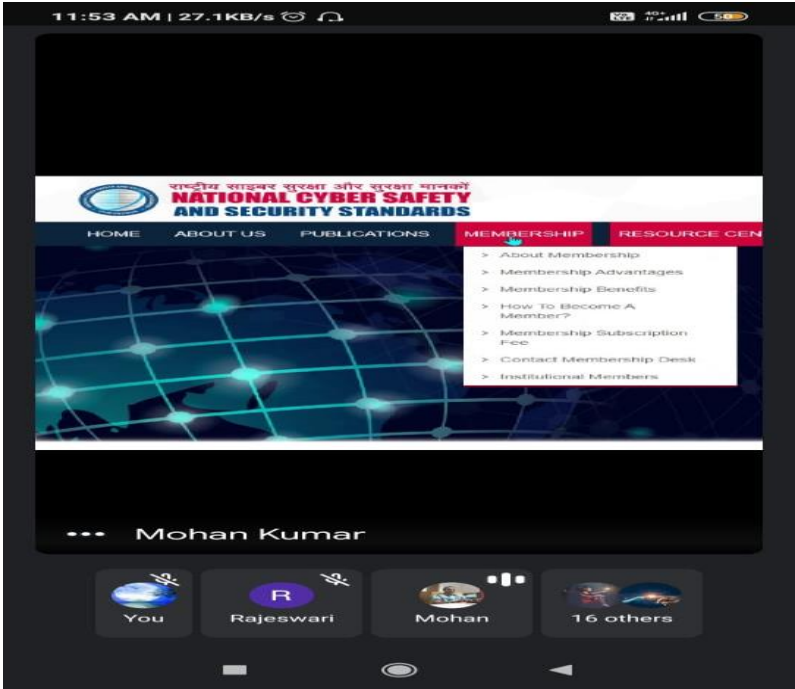 11:53 AM | 27.1KB/s
4G+
50
राष्ट्रीय साइबर सुरक्षा और सुरक्षा मानकों
NATIONAL CYBER SAFETY
AND SECURITY STANDARDS
HOME ABOUT US PUBLICATIONS MEMBERSHIP RESOURCE CEN
> About Membership
> Membership Advantages
> Membership Benefits
> How To Become A
Member?
> Membership Subscription
Fee
> Contact Membership Desk
> Institutional Members
Mohan Kumar
R
You Rajeswari Mohan 16 others